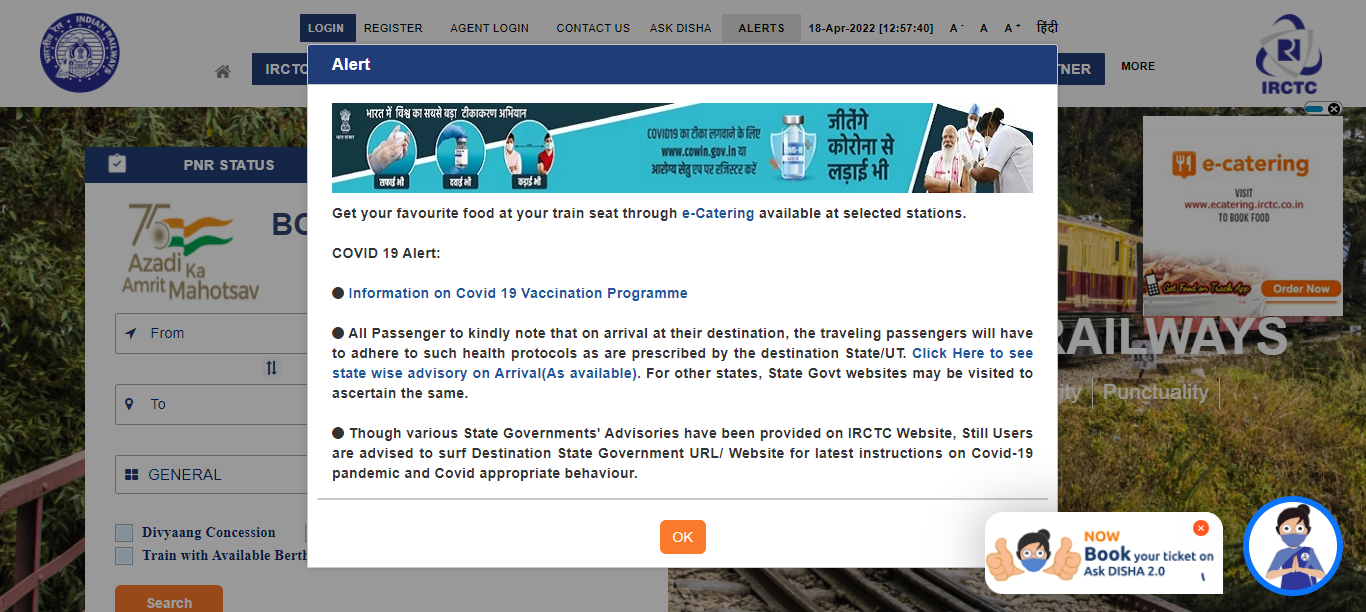 LOGIN REGISTER AGENT LOGIN CONTACT US ASK DISHA ALERTS 18-Apr-2022 [12:57:40] A - A A + हिंदी
INDIAN RAILWAYS
भारतीय रेल
IRCTC
MORE
Alert
भारत में विश्व का सबसे बड़ा टीकाकरण अभियान
सफाई भी
दवाई भी
कड़ाई भी
COVID19 का टीका लगवाने के लिए
www.cowin.gov.in या
आरोग्य सेतु एप पर रजिस्टर करें
जीतेंगे
कोरोना से
लड़ाई भी
Get your favourite food at your train seat through e-Catering available at selected stations.
COVID 19 Alert:
● Information on Covid 19 Vaccination Programme
● All Passenger to kindly note that on arrival at their destination, the traveling passengers will have
to adhere to such health protocols as are prescribed by the destination State/UT. Click Here to see
state wise advisory on Arrival(As available). For other states, State Govt websites may be visited to
ascertain the same.
● Though various State Governments' Advisories have been provided on IRCTC Website, Still Users
are advised to surf Destination State Government URL/ Website for latest instructions on Covid-19
pandemic and Covid appropriate behaviour.
OK
PNR STATUS
75
Azadi Ka
Amrit Mahotsav
From
To
GENERAL
Divyaang Concession
Train with Available Berth
Search
e-catering
VISIT
www.ecatering.irctc.co.in
TO BOOK FOOD
Get Food on Track App
Order Now
RAILWAYS
Punctuality
NOW
Book your ticket on
Ask DISHA 2.0